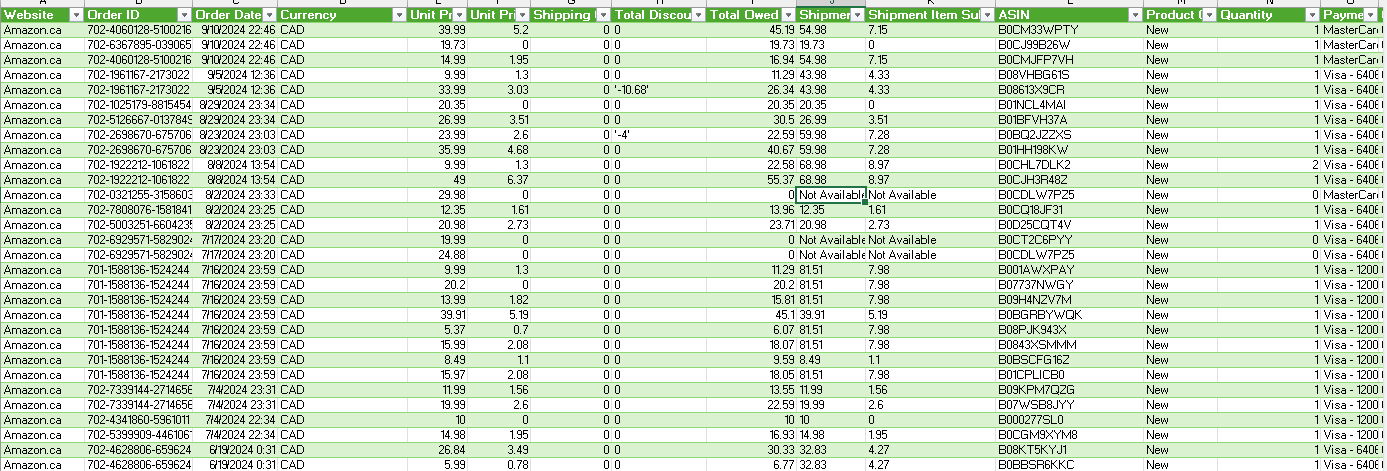 Website Order ID Order Date Currency Unit Pr Unit Pri Shipping Total Discou Total Owed Shipmer Shipment Item Sul ASIN Product Quantity Payme
Amazon.ca 702-4060128-5100216 9/10/2024 22:46 CAD 39.99 5.2 0 0 45.19 54.98 7.15 B0CM33WPTY New 1 MasterCar
Amazon.ca 702-6367895-039065 9/10/2024 22:46 CAD 19.73 0 0 0 19.73 19.73 0 B0CJ99B26W New 1 MasterCar
Amazon.ca 702-4060128-5100216 9/10/2024 22:46 CAD 14.99 1.95 0 0 16.94 54.98 7.15 B0CMJFP7VH New 1 MasterCar
Amazon.ca 702-1961167-2173022 9/5/2024 12:36 CAD 9.99 1.3 0 0 11.29 43.98 4.33 B08VHBG61S New 1 Visa - 6406
Amazon.ca 702-1961167-2173022 9/5/2024 12:36 CAD 33.99 3.03 0 '-10.68' 26.34 43.98 4.33 B08613X9CR New 1 Visa - 6406
Amazon.ca 702-1025179-8815454 8/29/2024 23:34 CAD 20.35 0 0 0 20.35 20.35 0 B01NCL4MAI New 1 Visa - 6406
Amazon.ca 702-5126667-0137849 8/29/2024 23:34 CAD 26.99 3.51 0 0 30.5 26.99 3.51 B01BFVH37A New 1 Visa - 6406
Amazon.ca 702-2698670-675706 8/23/2024 23:03 CAD 23.99 2.6 0 '-4' 22.59 59.98 7.28 B0BQ2JZZXS New 1 Visa - 6406
Amazon.ca 702-2698670-675706 8/23/2024 23:03 CAD 35.99 4.68 0 0 40.67 59.98 7.28 B01HH198KW New 1 Visa - 6406
Amazon.ca 702-1922212-1061822 8/8/2024 13:54 CAD 9.99 1.3 0 0 22.58 68.98 8.97 B0CHL7DLK2 New 2 Visa - 6406
Amazon.ca 702-1922212-1061822 8/8/2024 13:54 CAD 49 6.37 0 0 55.37 68.98 8.97 B0CJH3R48Z New 1 Visa - 6406
Amazon.ca 702-0321255-3158603 8/2/2024 23:33 CAD 29.98 0 0 0 0 Not Available Not Available B0CDLW7PZ5 New 0 MasterCar
Amazon.ca 702-7808076-1581841 8/2/2024 23:25 CAD 12.35 1.61 0 0 13.96 12.35 1.61 B0CQ18JF31 New 1 Visa - 6406
Amazon.ca 702-5003251-6604235 8/2/2024 23:25 CAD 20.98 2.73 0 0 23.71 20.98 2.73 B0D25CQT4V New 1 Visa - 6406
Amazon.ca 702-6929571-5829024 7/17/2024 23:20 CAD 19.99 0 0 0 0 Not Available Not Available B0CT2C6PYY New 0 Visa - 6406
Amazon.ca 702-6929571-5829024 7/17/2024 23:20 CAD 24.88 0 0 0 0 Not Available Not Available B0CDLW7PZ5 New 0 Visa - 6406
Amazon.ca 701-1588136-1524244 7/16/2024 23:59 CAD 9.99 1.3 0 0 11.29 81.51 7.98 B001AWXPAY New 1 Visa - 1200
Amazon.ca 701-1588136-1524244 7/16/2024 23:59 CAD 20.2 0 0 0 20.2 81.51 7.98 B07737NWGY New 1 Visa - 1200
Amazon.ca 701-1588136-1524244 7/16/2024 23:59 CAD 13.99 1.82 0 0 15.81 81.51 7.98 B09H4NZV7M New 1 Visa - 1200
Amazon.ca 701-1588136-1524244 7/16/2024 23:59 CAD 39.91 5.19 0 0 45.1 39.91 5.19 B0BGRBYWQK New 1 Visa - 1200
Amazon.ca 701-1588136-1524244 7/16/2024 23:59 CAD 5.37 0.7 0 0 6.07 81.51 7.98 B08PJK943X New 1 Visa - 1200
Amazon.ca 701-1588136-1524244 7/16/2024 23:59 CAD 15.99 2.08 0 0 18.07 81.51 7.98 B0843XSMMM New 1 Visa - 1200
Amazon.ca 701-1588136-1524244 7/16/2024 23:59 CAD 8.49 1.1 0 0 9.59 8.49 1.1 B0BSCFG16Z New 1 Visa - 1200
Amazon.ca 701-1588136-1524244 7/16/2024 23:59 CAD 15.97 2.08 0 0 18.05 81.51 7.98 B01CPLICB0 New 1 Visa - 1200
Amazon.ca 702-7339144-2714656 7/4/2024 23:31 CAD 11.99 1.56 0 0 13.55 11.99 1.56 B09KPM7QZG New 1 Visa - 1200
Amazon.ca 702-7339144-2714656 7/4/2024 23:31 CAD 19.99 2.6 0 0 22.59 19.99 2.6 B07WSB8JYY New 1 Visa - 1200
Amazon.ca 702-4341860-5961011 7/4/2024 22:34 CAD 10 0 0 0 10 10 0 B000277SL0 New 1 Visa - 1200
Amazon.ca 702-5399909-4461061 7/4/2024 22:34 CAD 14.98 1.95 0 0 16.93 14.98 1.95 B0CGM9XYM8 New 1 Visa - 1200
Amazon.ca 702-4628806-659624 6/19/2024 0:31 CAD 26.84 3.49 0 0 30.33 32.83 4.27 B08KT5KYJ1 New 1 Visa - 1200
Amazon.ca 702-4628806-659624 6/19/2024 0:31 CAD 5.99 0.78 0 0 6.77 32.83 4.27 B0BBSR6KKC New 1 Visa - 1200